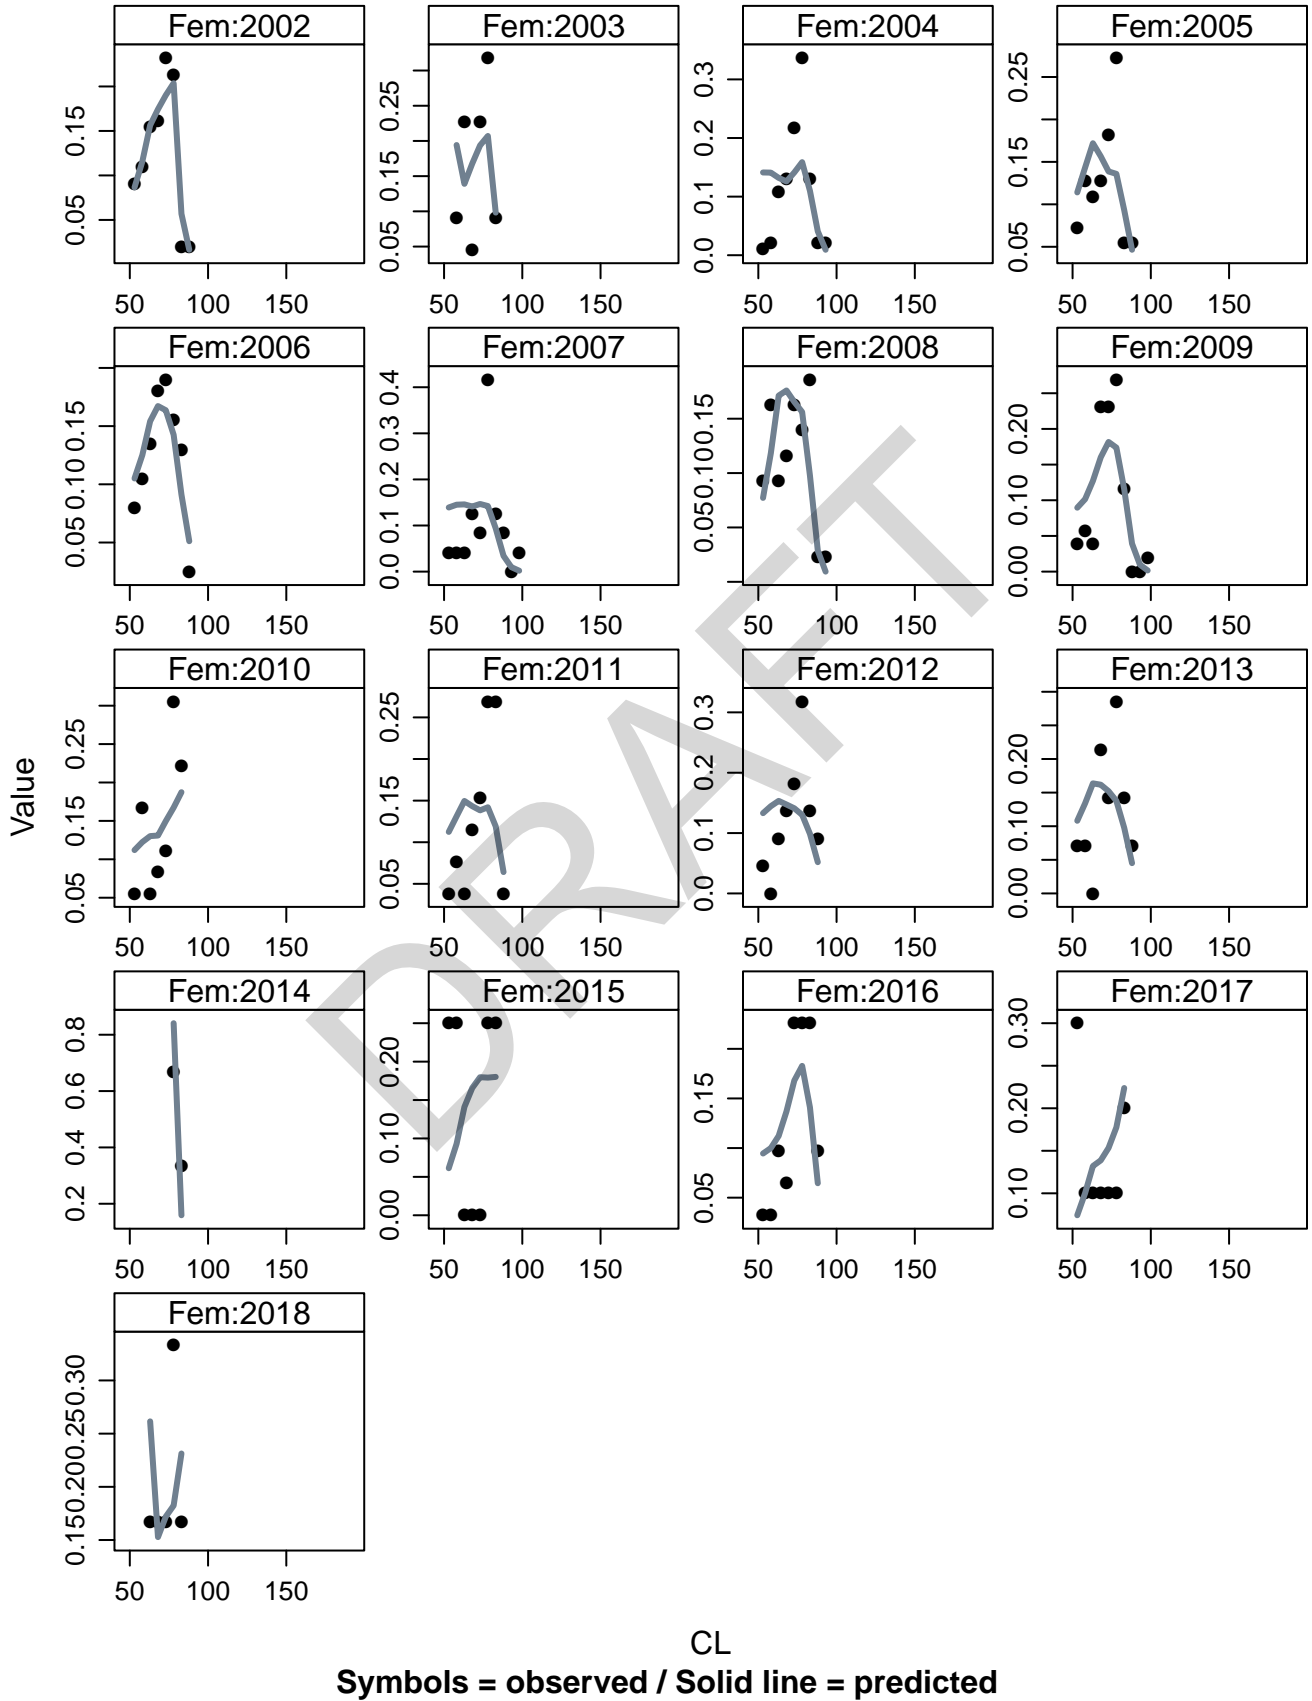 Fem:2002 Fem:2003 Fem:2004 Fem:2005
0.05 0.15
0.05 0.15 0.25
0.0 0.1 0.2 0.3
0.05 0.15 0.25
50 100 150 50 100 150 50 100 150 50 100 150
Fem:2006 Fem:2007 Fem:2008 Fem:2009
0.05 0.10 0.15
0.0 0.1 0.2 0.3 0.4
0.05 0.10 0.15
0.00 0.10 0.20
50 100 150 50 100 150 50 100 150 50 100 150
Fem:2010 Fem:2011 Fem:2012 Fem:2013
Value
0.05 0.15 0.25
0.05 0.15 0.25
0.0 0.1 0.2 0.3
0.00 0.10 0.20
50 100 150 50 100 150 50 100 150 50 100 150
DRAFT
Fem:2014 Fem:2015 Fem:2016 Fem:2017
0.2 0.4 0.6 0.8
0.00 0.10 0.20
0.05 0.15
0.10 0.20 0.30
50 100 150 50 100 150 50 100 150 50 100 150
Fem:2018
0.15 0.20 0.25 0.30
50 100 150
CL
Symbols = observed / Solid line = predicted